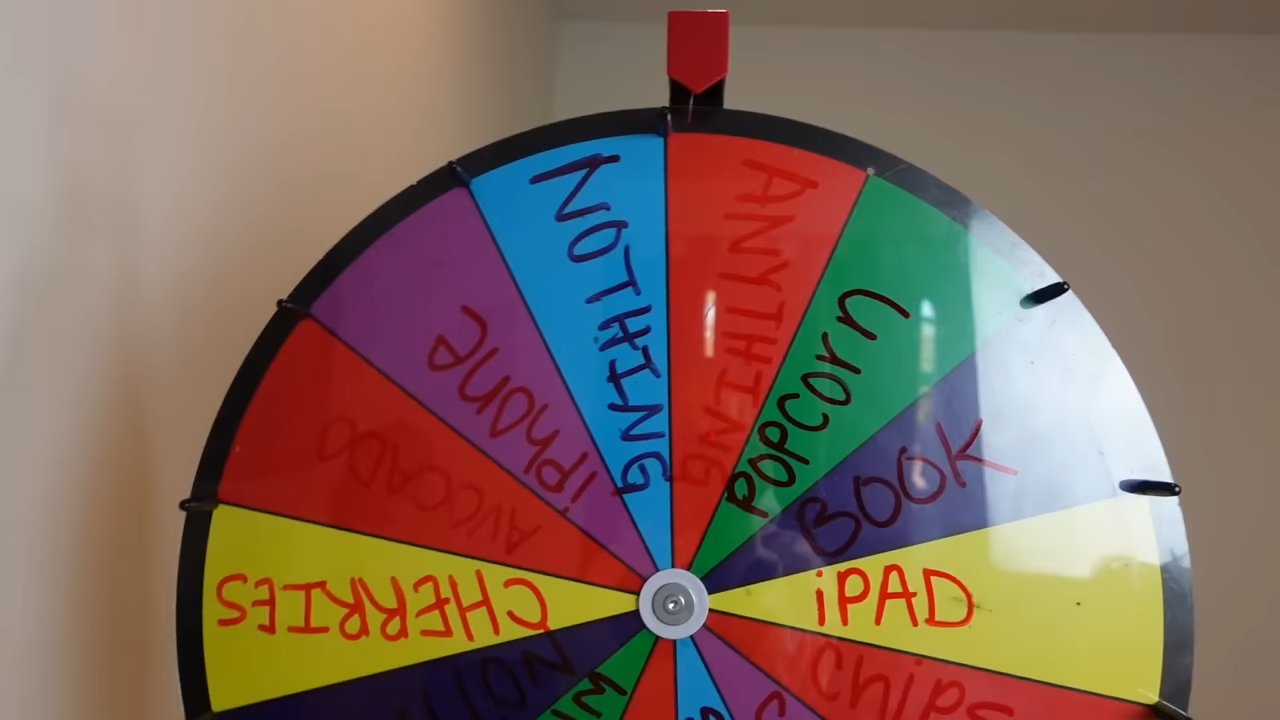 NOTHING
ANYTHING
POPCORN
BOOK
iPAD
Chips
iPhone
AVOCADO
CHERRIES